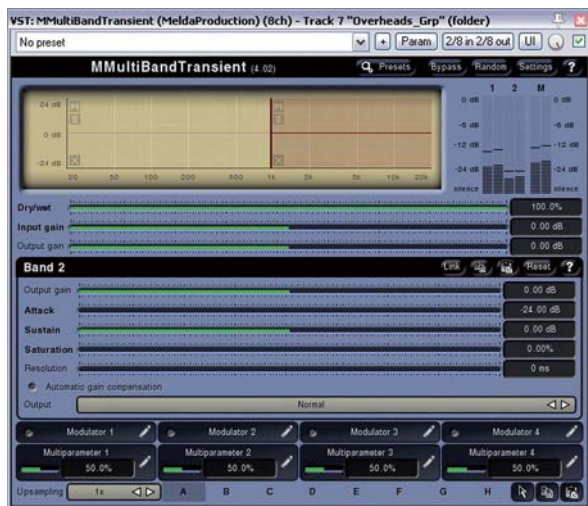 VST: MMultiBandTransient (MeldaProduction) (8ch) - Track 7 "Overheads_Grp" (folder)
No preset + Param 2/8 in 2/8 out UI
MMultiBandTransient (4.02) Presets Bypass Random Settings ?
1 2 M
24 dB 0 dB 0 dB
-6 dB -6 dB
0 dB -12 dB -12 dB
-24 dB -24 dB -24 dB
20 50 100 200 500 1k 2k 5k 10k 20k silence silence
Dry/wet 100.0%
Input gain 0.00 dB
Output gain 0.00 dB
Band 2 Link Reset ?
Output gain 0.00 dB
Attack -24.00 dB
Sustain 0.00 dB
Saturation 0.00%
Resolution 0 ms
Automatic gain compensation
Output Normal
Modulator 1 Modulator 2 Modulator 3 Modulator 4
Multiparameter 1 Multiparameter 2 Multiparameter 3 Multiparameter 4
50.0% 50.0% 50.0% 50.0%
Upsampling 1x A B C D E F G H